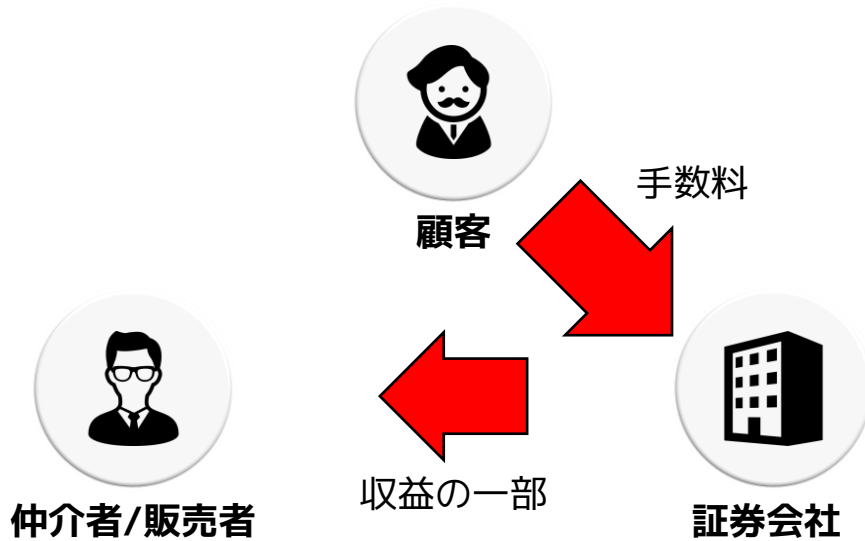 手数料
顧客
収益の一部
仲介者/販売者
証券会社